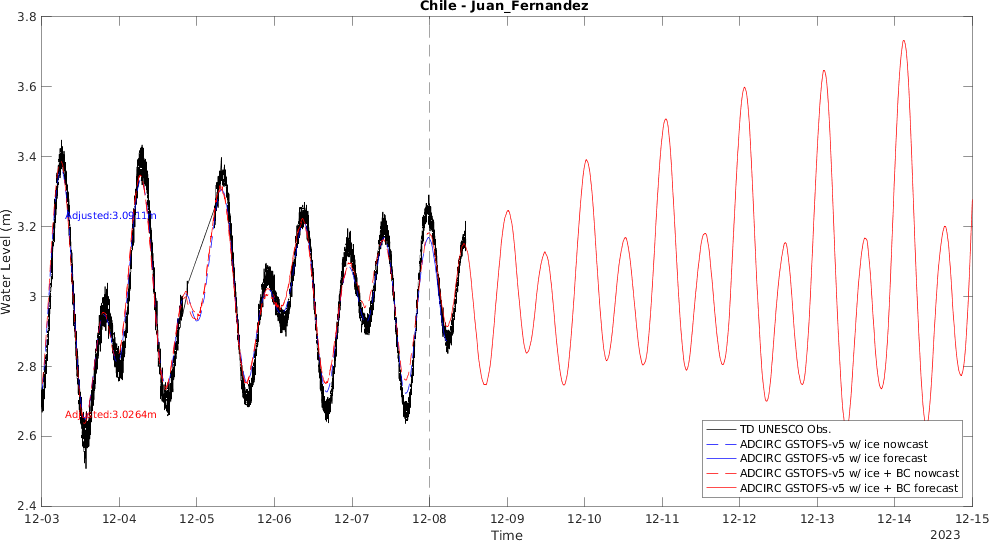 Chile - Juan_Fernandez
3.8
3.6
3.4
3.2
3
2.8
2.6
2.4
Water Level (m)
Adjusted:3.0911m
Adjusted:3.0264m
TD UNESCO Obs.
ADCIRC GSTOFS-v5 w/ ice nowcast
ADCIRC GSTOFS-v5 w/ ice forecast
ADCIRC GSTOFS-v5 w/ ice + BC nowcast
ADCIRC GSTOFS-v5 w/ ice + BC forecast
12-03 12-04 12-05 12-06 12-07 12-08 12-09 12-10 12-11 12-12 12-13 12-14 12-15
Time
2023